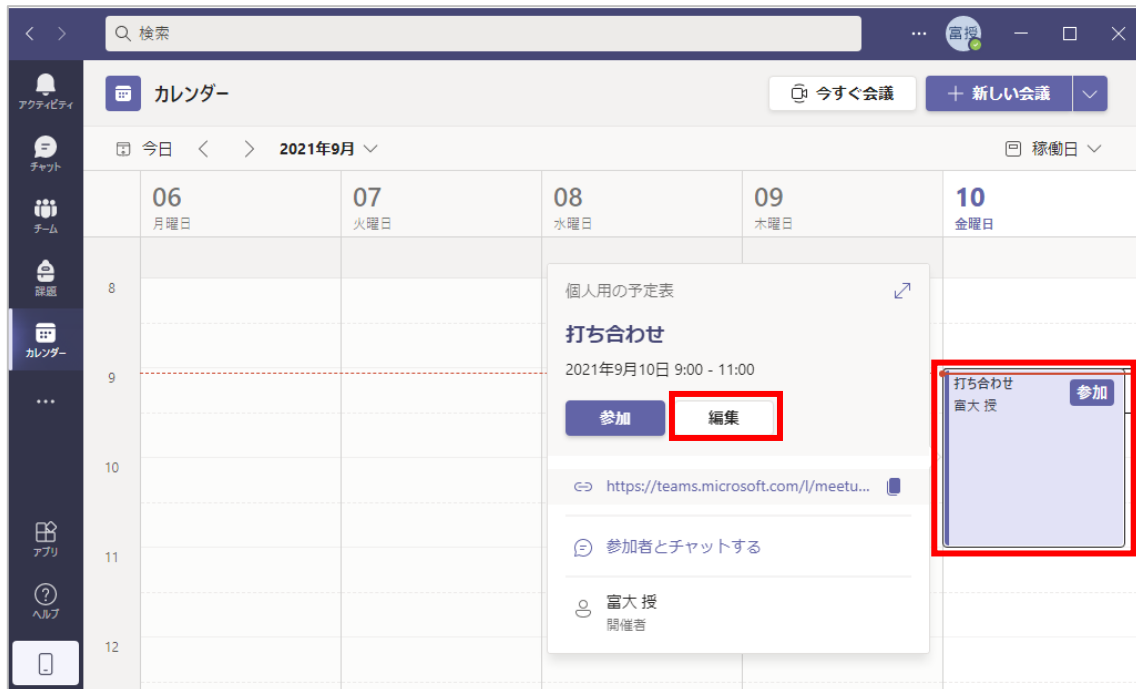 検索
富授
アクティビティ
チャット
チーム
課題
カレンダー
アプリ
ヘルプ
カレンダー
今すぐ会議
新しい会議
今日
2021年9月
稼働日
06
月曜日
07
火曜日
08
水曜日
09
木曜日
10
金曜日
8
9
10
11
12
個人用の予定表
打ち合わせ
2021年9月10日 9:00 - 11:00
参加
編集
https://teams.microsoft.com/l/meetu...
参加者とチャットする
富大 授
開催者
打ち合わせ
富大 授
参加